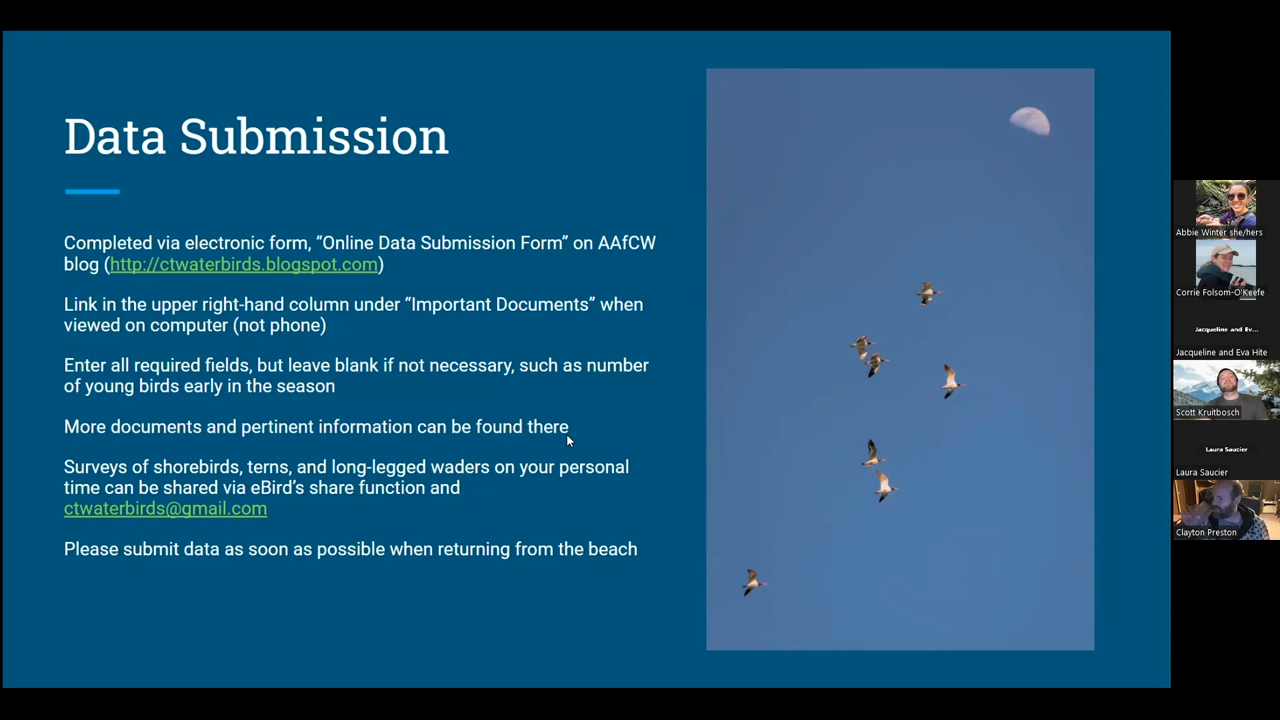 Data Submission
Completed via electronic form, “Online Data Submission Form” on AAfCW
blog (http://ctwaterbirds.blogspot.com)
Link in the upper right-hand column under “Important Documents” when
viewed on computer (not phone)
Enter all required fields, but leave blank if not necessary, such as number
of young birds early in the season
More documents and pertinent information can be found there
Surveys of shorebirds, terns, and long-legged waders on your personal
time can be shared via eBird’s share function and
ctwaterbirds@gmail.com
Please submit data as soon as possible when returning from the beach
Abbie Winter she/hers
Corrie Folsom-O'Keefe
Jacqueline and Ev...
Jacqueline and Eva Hite
Scott Kruitbosch
Laura Saucier
Laura Saucier
Clayton Preston